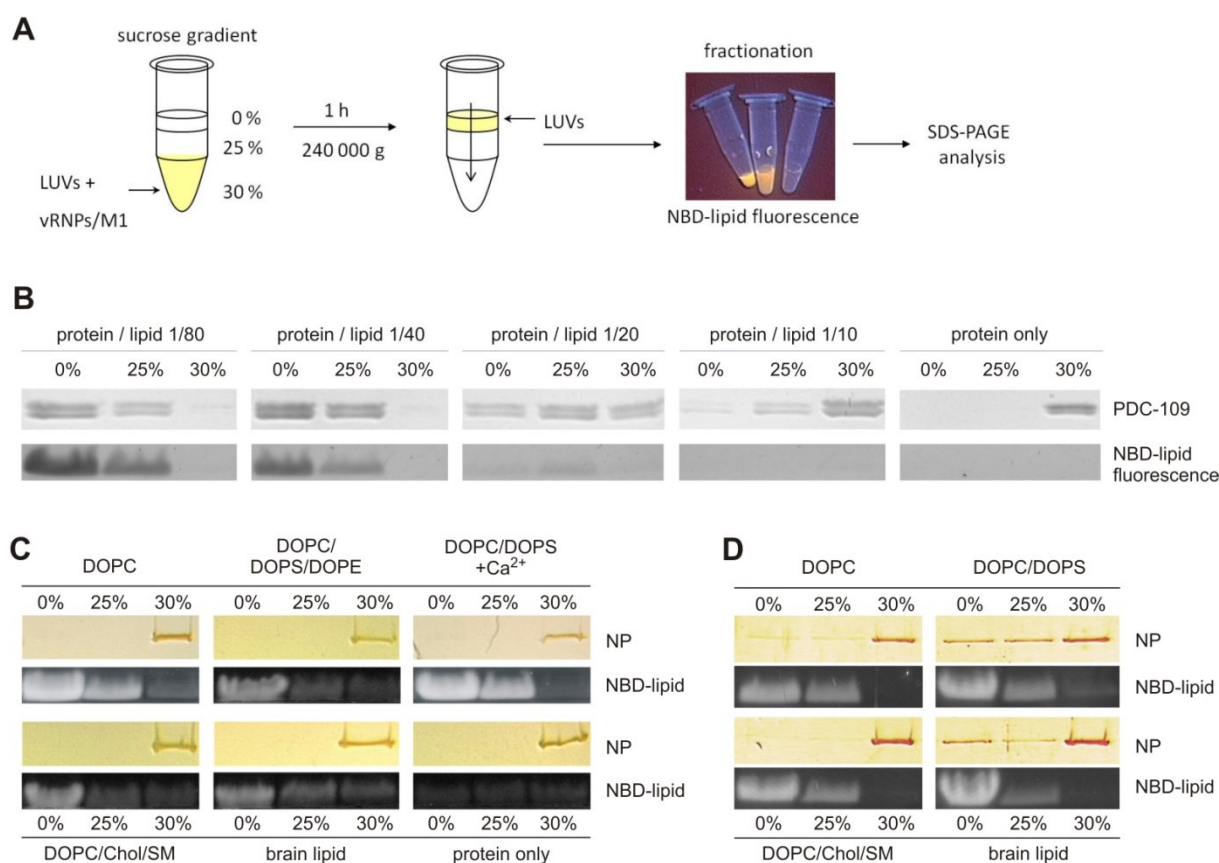 A
sucrose gradient
0 %
25 %
30 %
LUVs +
vRNPs/M1
1 h
240 000 g
LUVs
fractionation
NBD-lipid fluorescence
SDS-PAGE
analysis
B
protein / lipid 1/80 protein / lipid 1/40 protein / lipid 1/20 protein / lipid 1/10 protein only
0% 25% 30% 0% 25% 30% 0% 25% 30% 0% 25% 30% 0% 25% 30%
PDC-109
NBD-lipid
fluorescence
C
DOPC DOPC/
DOPS/DOPE DOPC/DOPS
+Ca²⁺
0% 25% 30% 0% 25% 30% 0% 25% 30%
NP
NBD-lipid
NP
NBD-lipid
0% 25% 30% 0% 25% 30% 0% 25% 30%
DOPC/Chol/SM brain lipid protein only
D
DOPC DOPC/DOPS
0% 25% 30% 0% 25% 30%
NP
NBD-lipid
NP
NBD-lipid
0% 25% 30% 0% 25% 30%
DOPC/Chol/SM brain lipid